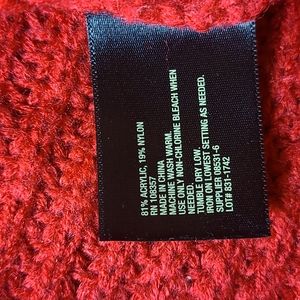 81% ACRYLIC, 19% NYLON
RN 108357
MADE IN CHINA
MACHINE WASH WARM.
USE ONLY NON-CHLORINE BLEACH WHEN
NEEDED.
TUMBLE DRY LOW.
IRON ON LOWEST SETTING AS NEEDED.
SUPPLIER 08531-6
LOT# 831-1742